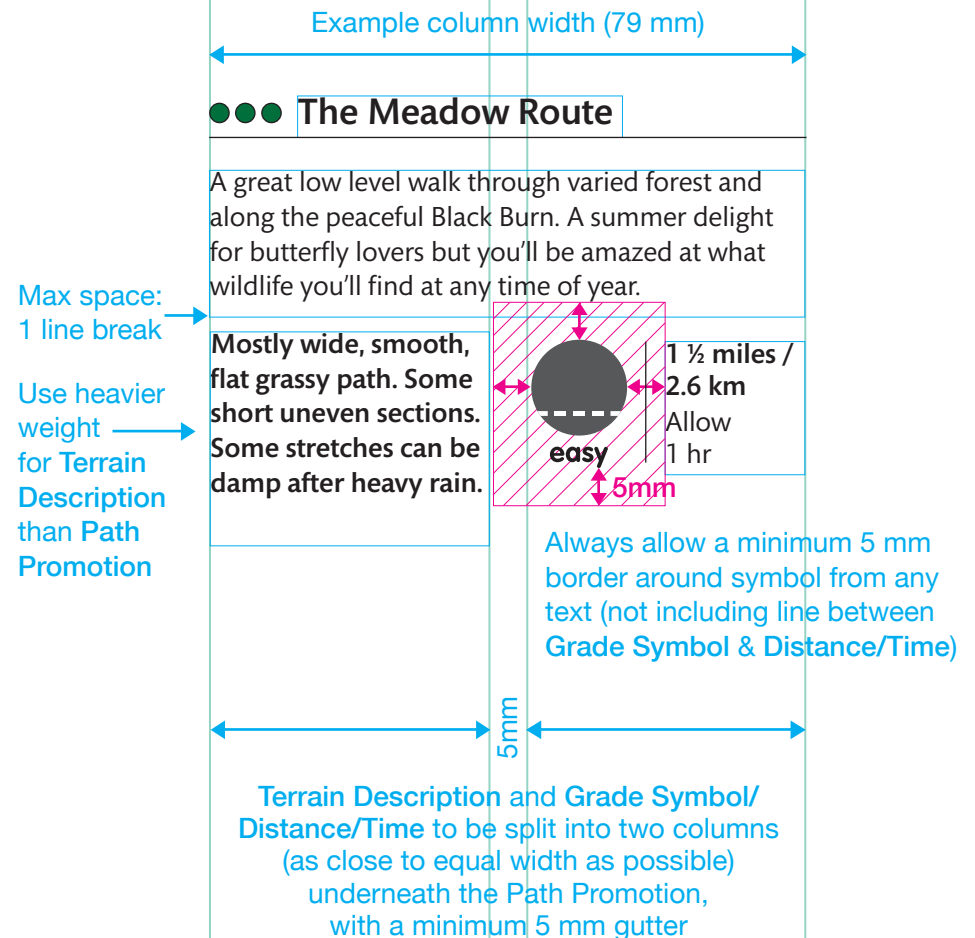 Example column width (79 mm)
The Meadow Route
A great low level walk through varied forest and
along the peaceful Black Burn. A summer delight
for butterfly lovers but you'll be amazed at what
wildlife you'll find at any time of year.
Max space:
1 line break
Use heavier
weight
for Terrain
Description
than Path
Promotion
Mostly wide, smooth,
flat grassy path. Some
short uneven sections.
Some stretches can be
damp after heavy rain.
easy
5mm
1 ½ miles /
2.6 km
Allow
1 hr
Always allow a minimum 5 mm
border around symbol from any
text (not including line between
Grade Symbol & Distance/Time)
5mm
Terrain Description and Grade Symbol/
Distance/Time to be split into two columns
(as close to equal width as possible)
underneath the Path Promotion,
with a minimum 5 mm gutter